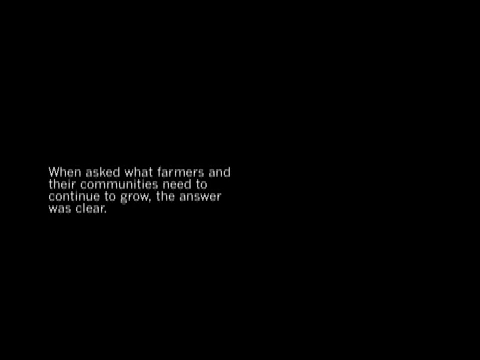 When asked what farmers and
their communities need to
continue to grow, the answer
was clear.